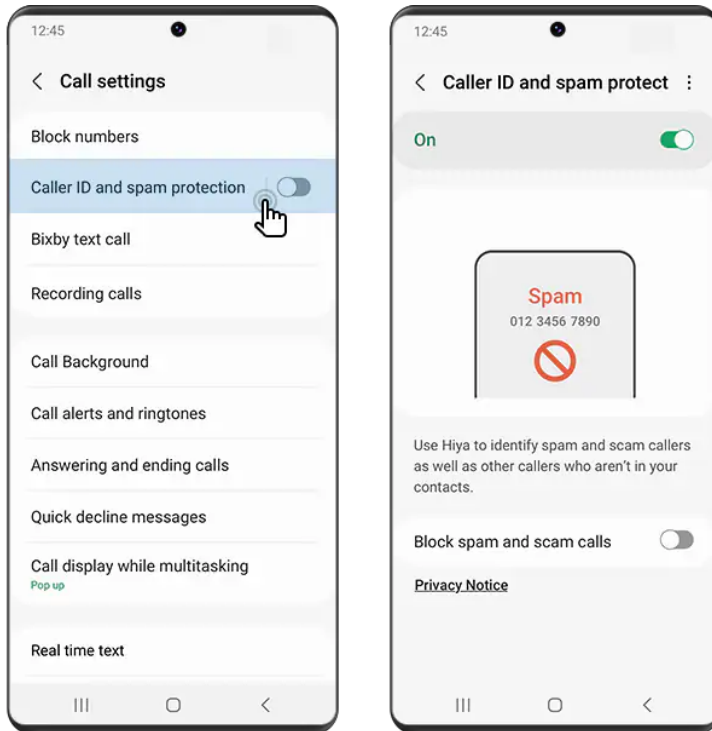 12:45
Call settings
Block numbers
Caller ID and spam protection
Bixby text call
Recording calls
Call Background
Call alerts and ringtones
Answering and ending calls
Quick decline messages
Call display while multitasking
Pop up
Real time text
12:45
Caller ID and spam protect
On
Spam
012 3456 7890
Use Hiya to identify spam and scam callers
as well as other callers who aren't in your
contacts.
Block spam and scam calls
Privacy Notice